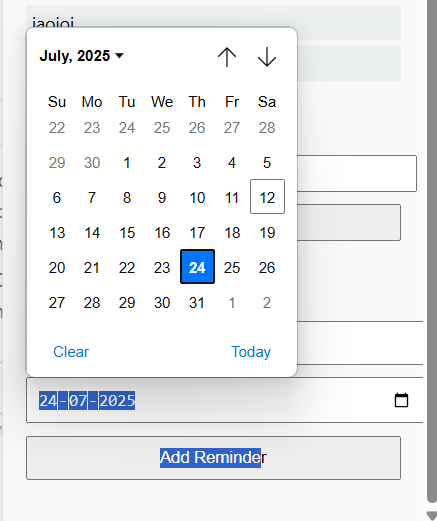 jaojoj
July, 2025
Su Mo Tu We Th Fr Sa
22 23 24 25 26 27 28
29 30 1 2 3 4 5
6 7 8 9 10 11 12
13 14 15 16 17 18 19
20 21 22 23 24 25 26
27 28 29 30 31 1 2
Clear Today
24-07-2025
Add Reminder